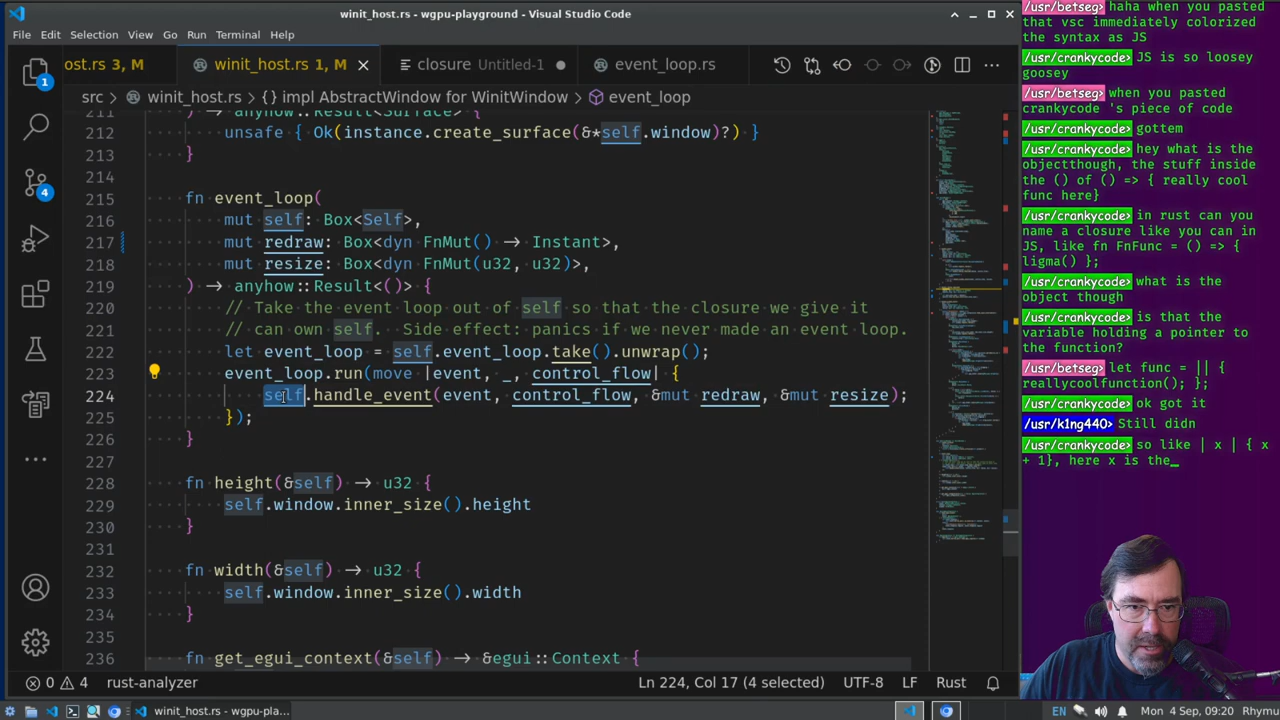 winit_host.rs - wgpu-playground - Visual Studio Code
File Edit Selection View Go Run Terminal Help
ost.rs 3, M winit_host.rs 1, M closure Untitled-1 event_loop.rs
src > winit_host.rs > {} impl AbstractWindow for WinitWindow > event_loop
211 ) → anyhow::Result<Surface> {
212 unsafe { Ok(instance.create_surface(&*self.window)?) }
213 }
214
215 fn event_loop(
216 mut self: Box<Self>,
217 mut redraw: Box<dyn FnMut() → Instant>,
218 mut resize: Box<dyn FnMut(u32, u32)>,
219 ) → anyhow::Result<()> {
220 // Take the event loop out of self so that the closure we give it
221 // can own self. Side effect: panics if we never made an event loop.
222 let event_loop = self.event_loop.take().unwrap();
223 event_loop.run(move |event, _, control_flow| {
224 self.handle_event(event, control_flow, &mut redraw, &mut resize);
225 });
226 }
227
228 fn height(&self) → u32 {
229 self.window.inner_size().height
230 }
231
232 fn width(&self) → u32 {
233 self.window.inner_size().width
234 }
235
236 fn get_egui_context(&self) → &egui::Context {
1
4
0 4 rust-analyzer Ln 224, Col 17 (4 selected) UTF-8 LF Rust
winit_host.rs - wgpu-pla... EN Mon 4 Sep, 09:20 Rhymu
/usr/betseg> haha when you pasted
that vsc immediately colorized
the syntax as JS
/usr/crankycode> JS is so loosey
goosey
/usr/betseg> when you pasted
crankycode 's piece of code
/usr/crankycode> gottem
/usr/crankycode> hey what is the
objectthough, the stuff inside
the () of () => { really cool
func here}
/usr/crankycode> in rust can you
name a closure like you can in
JS, like fn FnFunc = () => {
ligma() };
/usr/crankycode> what is the
object though
/usr/crankycode> is that the
variable holding a pointer to
the function?
/usr/betseg> let func = || {
reallycoolfunction(); };
/usr/crankycode> ok got it
/usr/k1ng440> Still didn
/usr/crankycode> so like | x | { x
+ 1}, here x is the_